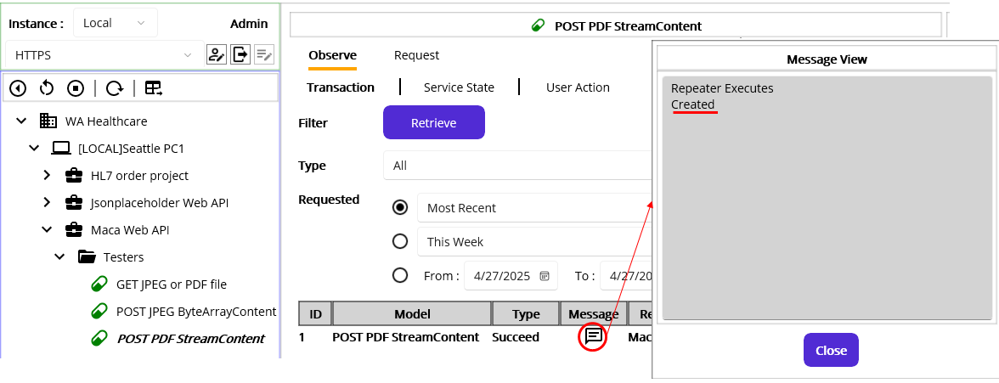 Instance :
Local
Admin
HTTPS
WA Healthcare
[LOCAL]Seattle PC1
HL7 order project
Jsonplaceholder Web API
Maca Web API
Testers
GET JPEG or PDF file
POST JPEG ByteArrayContent
POST PDF StreamContent
POST PDF StreamContent
Observe
Request
Transaction
Service State
User Action
Filter
Retrieve
Type
All
Requested
Most Recent
This Week
From :
4/27/2025
To :
4/27/20
ID
Model
Type
Message
Re
1
POST PDF StreamContent
Succeed
Mac
Message View
Repeater Executes
Created
Close